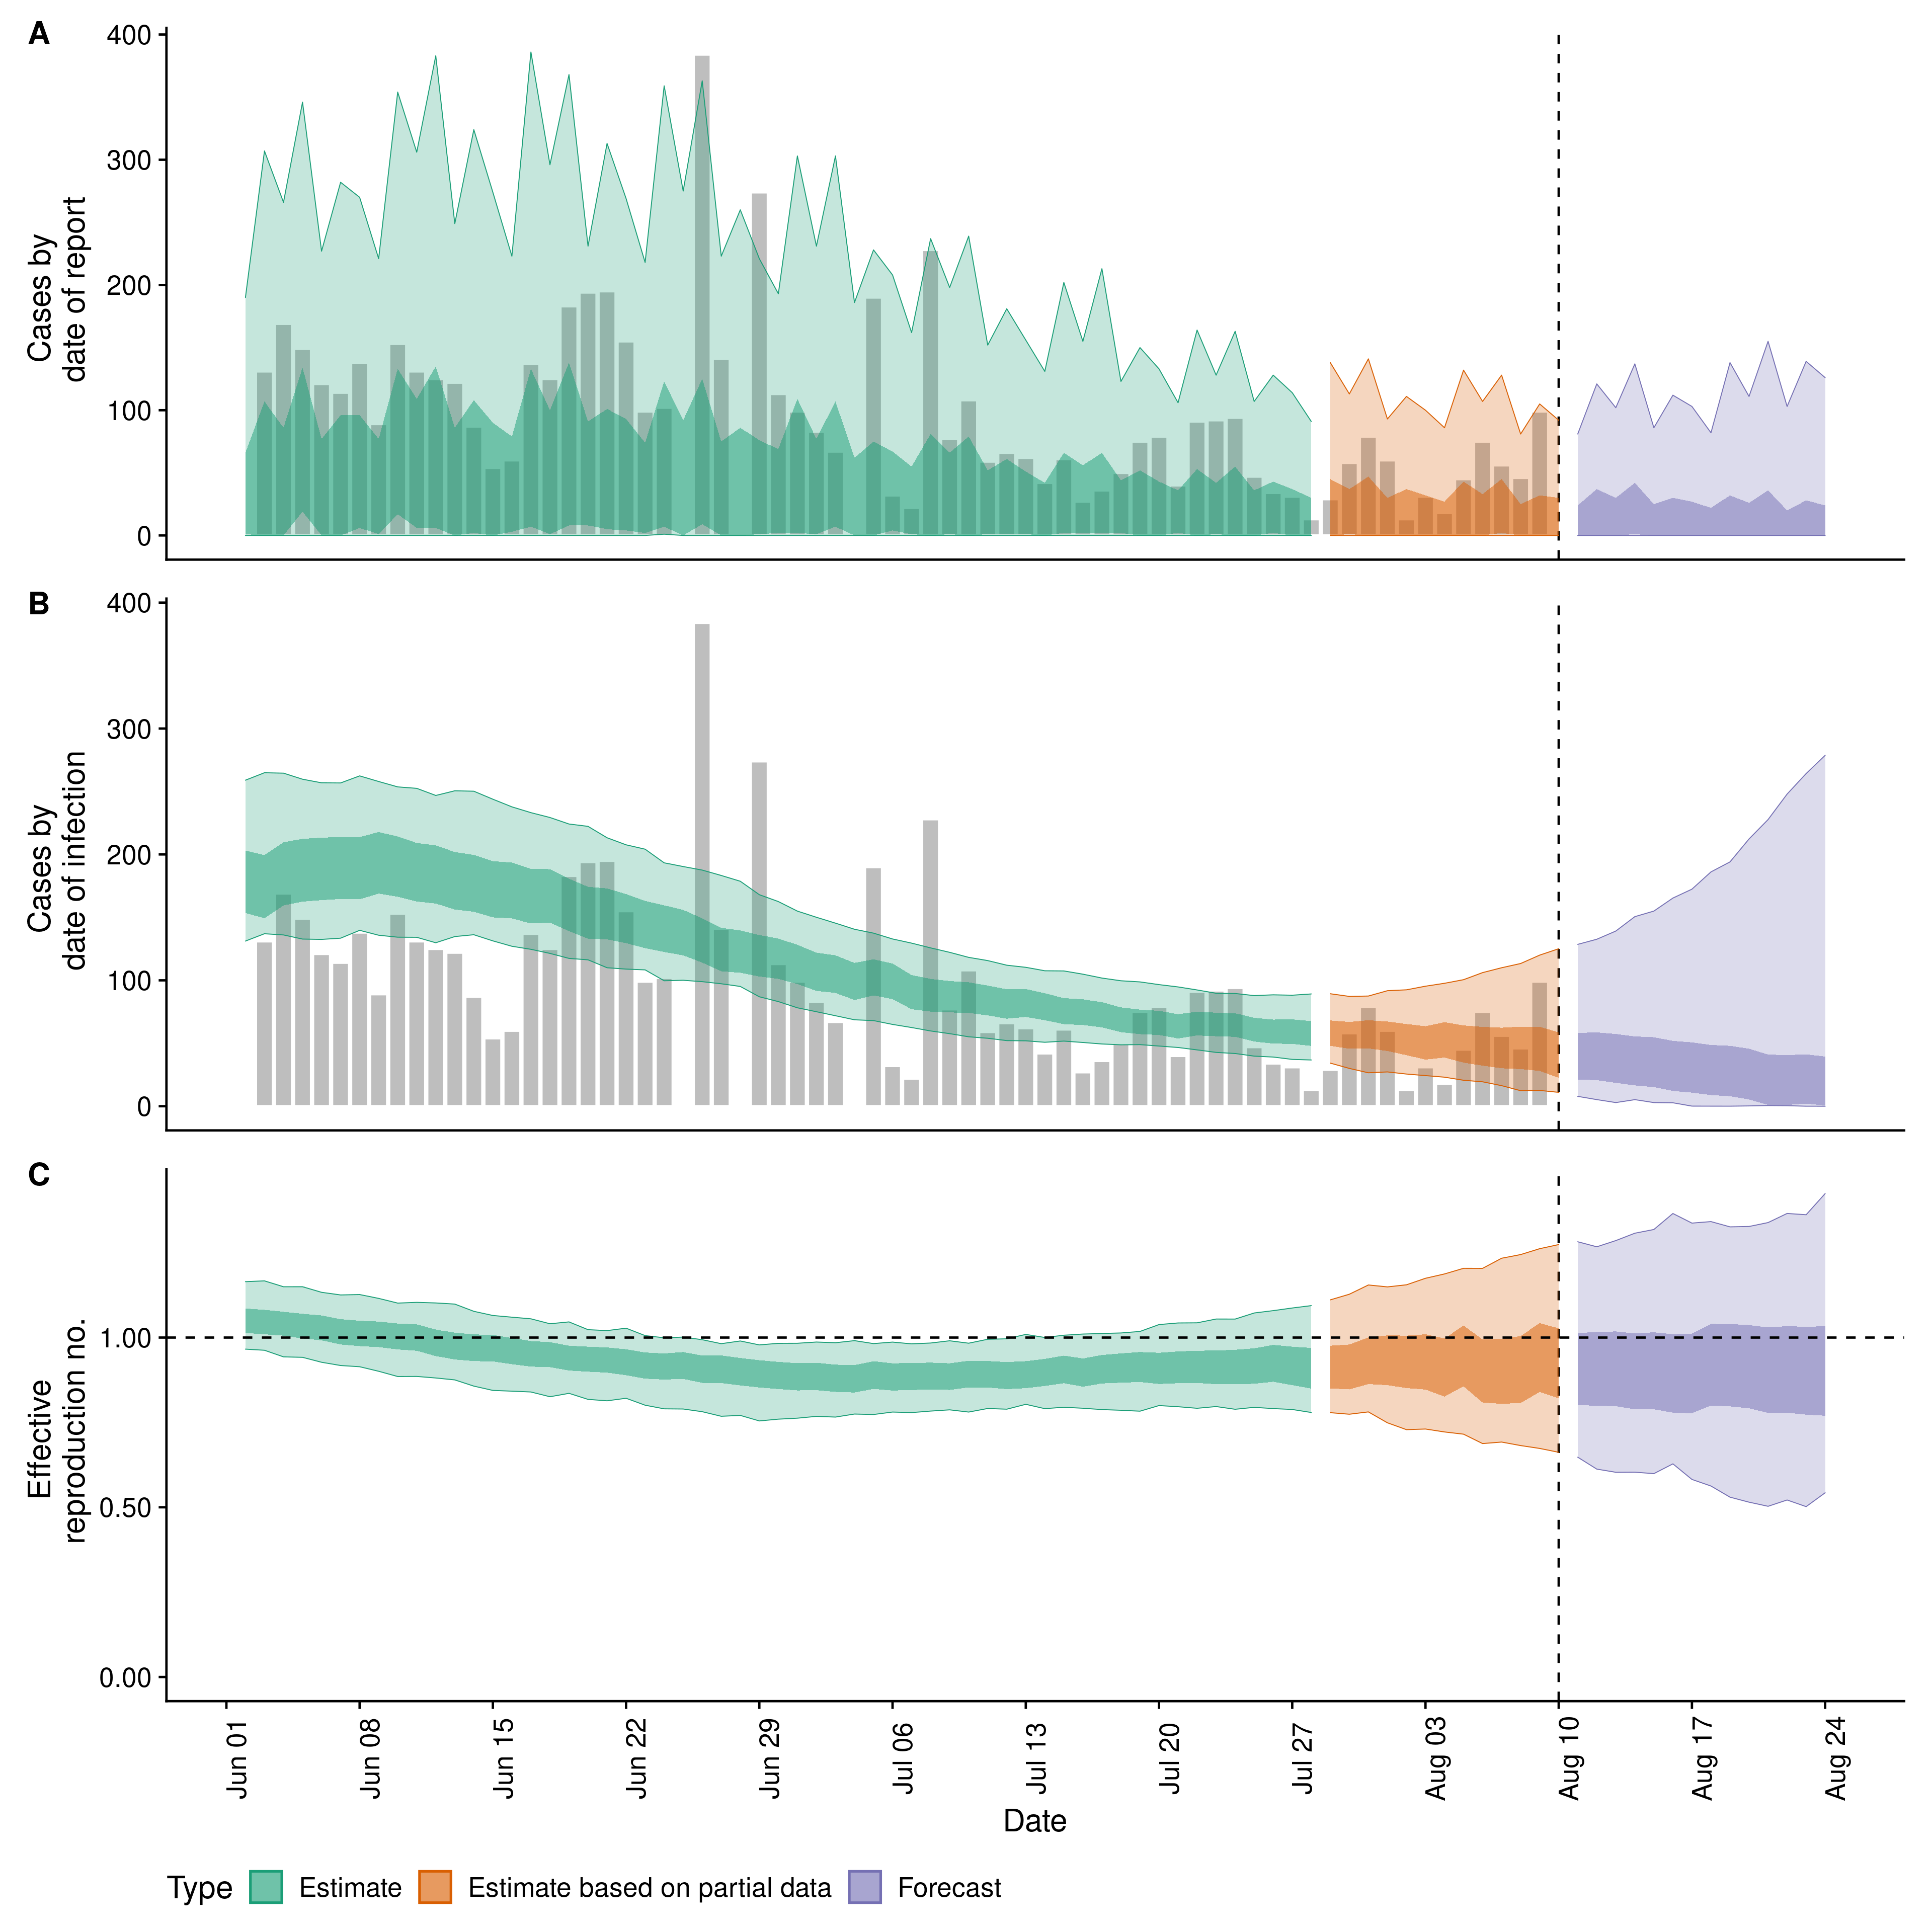 A
Cases by
date of report
400
300
200
100
0
B
Cases by
date of infection
400
300
200
100
0
C
Effective
reproduction no.
1.00
0.50
0.00
Jun 01
Jun 08
Jun 15
Jun 22
Jun 29
Jul 06
Jul 13
Jul 20
Jul 27
Aug 03
Aug 10
Aug 17
Aug 24
Date
Type Estimate Estimate based on partial data Forecast